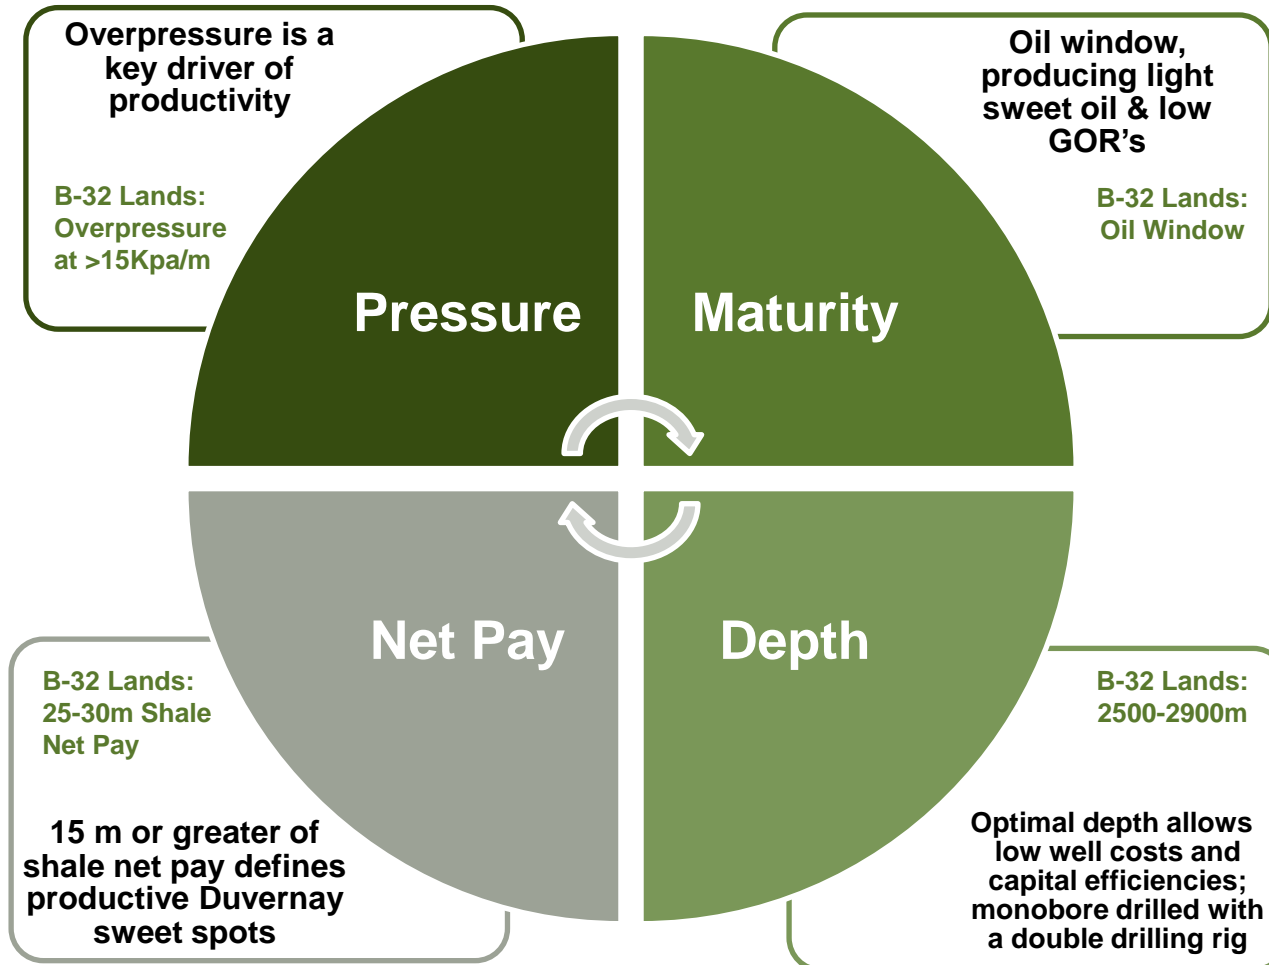 Overpressure is a
key driver of
productivity
B-32 Lands:
Overpressure
at >15Kpa/m
Pressure
Oil window,
producing light
sweet oil & low
GOR's
B-32 Lands:
Oil Window
Maturity
Net Pay
B-32 Lands:
25-30m Shale
Net Pay
15 m or greater of
shale net pay defines
productive Duvernay
sweet spots
Depth
B-32 Lands:
2500-2900m
Optimal depth allows
low well costs and
capital efficiencies;
monobore drilled with
a double drilling rig